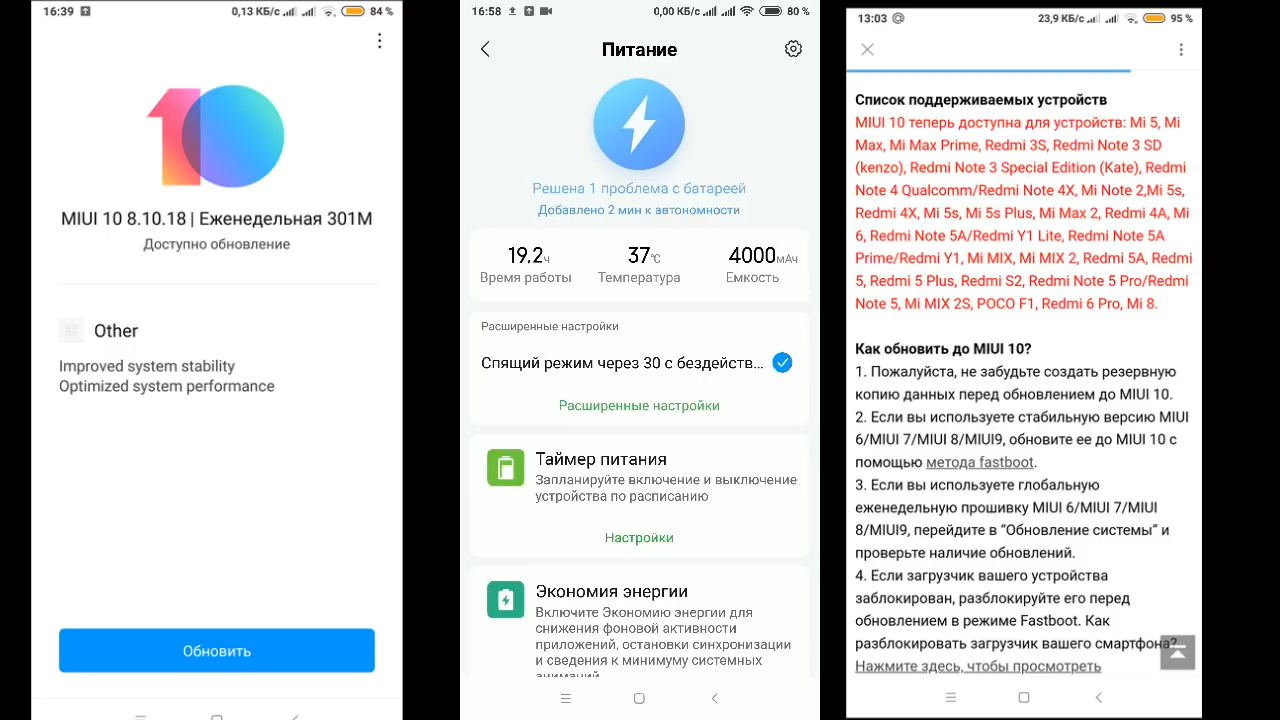 16:39 0,13 КБ/с 84 %
10
MIUI 10 8.10.18 | Еженедельная 301M
Доступно обновление
Other
Improved system stability
Optimized system performance
Обновить
16:58 0,00 КБ/с 80 %
Питание
Решена 1 проблема с батареей
Добавлено 2 мин к автономности
19.2ч 37°C 4000мАч
Время работы Температура Емкость
Расширенные настройки
Спящий режим через 30 с бездейств...
Расширенные настройки
Таймер питания
Запланируйте включение и выключение
устройства по расписанию
Настройки
Экономия энергии
Включите Экономию энергии для
снижения фоновой активности
приложений, остановки синхронизации
и сведения к минимуму системных
анимаций.
13:03 @ 23,9 КБ/с 95 %
Список поддерживаемых устройств
MIUI 10 теперь доступна для устройств: Mi 5, Mi
Max, Mi Max Prime, Redmi 3S, Redmi Note 3 SD
(kenzo), Redmi Note 3 Special Edition (Kate), Redmi
Note 4 Qualcomm/Redmi Note 4X, Mi Note 2,Mi 5s,
Redmi 4X, Mi 5s, Mi 5s Plus, Mi Max 2, Redmi 4A, Mi
6, Redmi Note 5A/Redmi Y1 Lite, Redmi Note 5A
Prime/Redmi Y1, Mi MIX, Mi MIX 2, Redmi 5A, Redmi
5, Redmi 5 Plus, Redmi S2, Redmi Note 5 Pro/Redmi
Note 5, Mi MIX 2S, POCO F1, Redmi 6 Pro, Mi 8.
Как обновить до MIUI 10?
1. Пожалуйста, не забудьте создать резервную
копию данных перед обновлением до MIUI 10.
2. Если вы используете стабильную версию MIUI
6/MIUI 7/MIUI 8/MIUI9, обновите ее до MIUI 10 с
помощью метода fastboot.
3. Если вы используете глобальную
еженедельную прошивку MIUI 6/MIUI 7/MIUI
8/MIUI9, перейдите в “Обновление системы” и
проверьте наличие обновлений.
4. Если загрузчик вашего устройства
заблокирован, разблокируйте его перед
обновлением в режиме Fastboot. Как
разблокировать загрузчик вашего смартфона?
Нажмите здесь, чтобы просмотреть